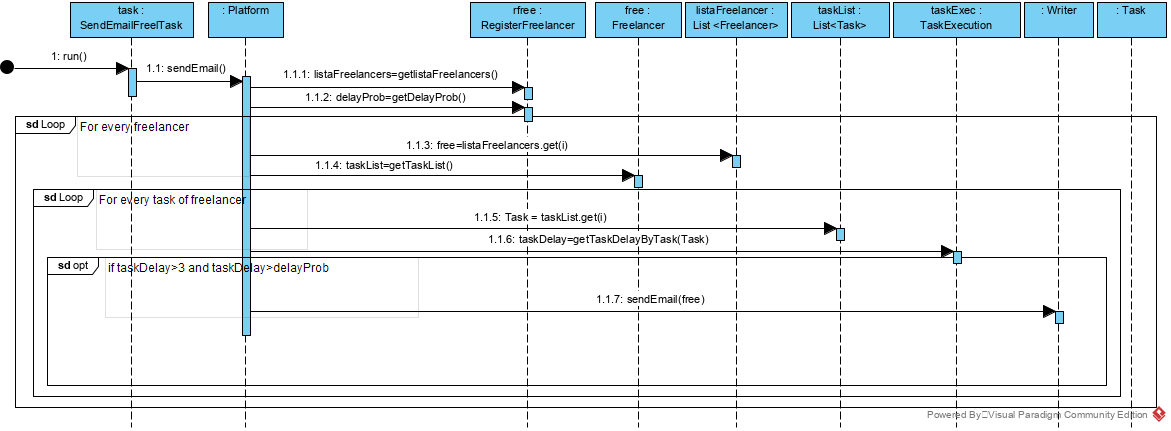 task :
SendEmailFreelTask
: Platform
rfree :
RegisterFreelancer
free :
Freelancer
listaFreelancer :
List <Freelancer>
taskList :
List<Task>
taskExec :
TaskExecution
: Writer
: Task
1: run()
1.1: sendEmail()
1.1.1: listaFreelancers=getlistaFreelancers()
1.1.2: delayProb=getDelayProb()
sd Loop
For every freelancer
1.1.3: free=listaFreelancers.get(i)
1.1.4: taskList=getTaskList()
sd Loop
For every task of freelancer
1.1.5: Task = taskList.get(i)
1.1.6: taskDelay=getTaskDelayByTask(Task)
sd opt
if taskDelay>3 and taskDelay>delayProb
1.1.7: sendEmail(free)
Powered By Visual Paradigm Community Edition